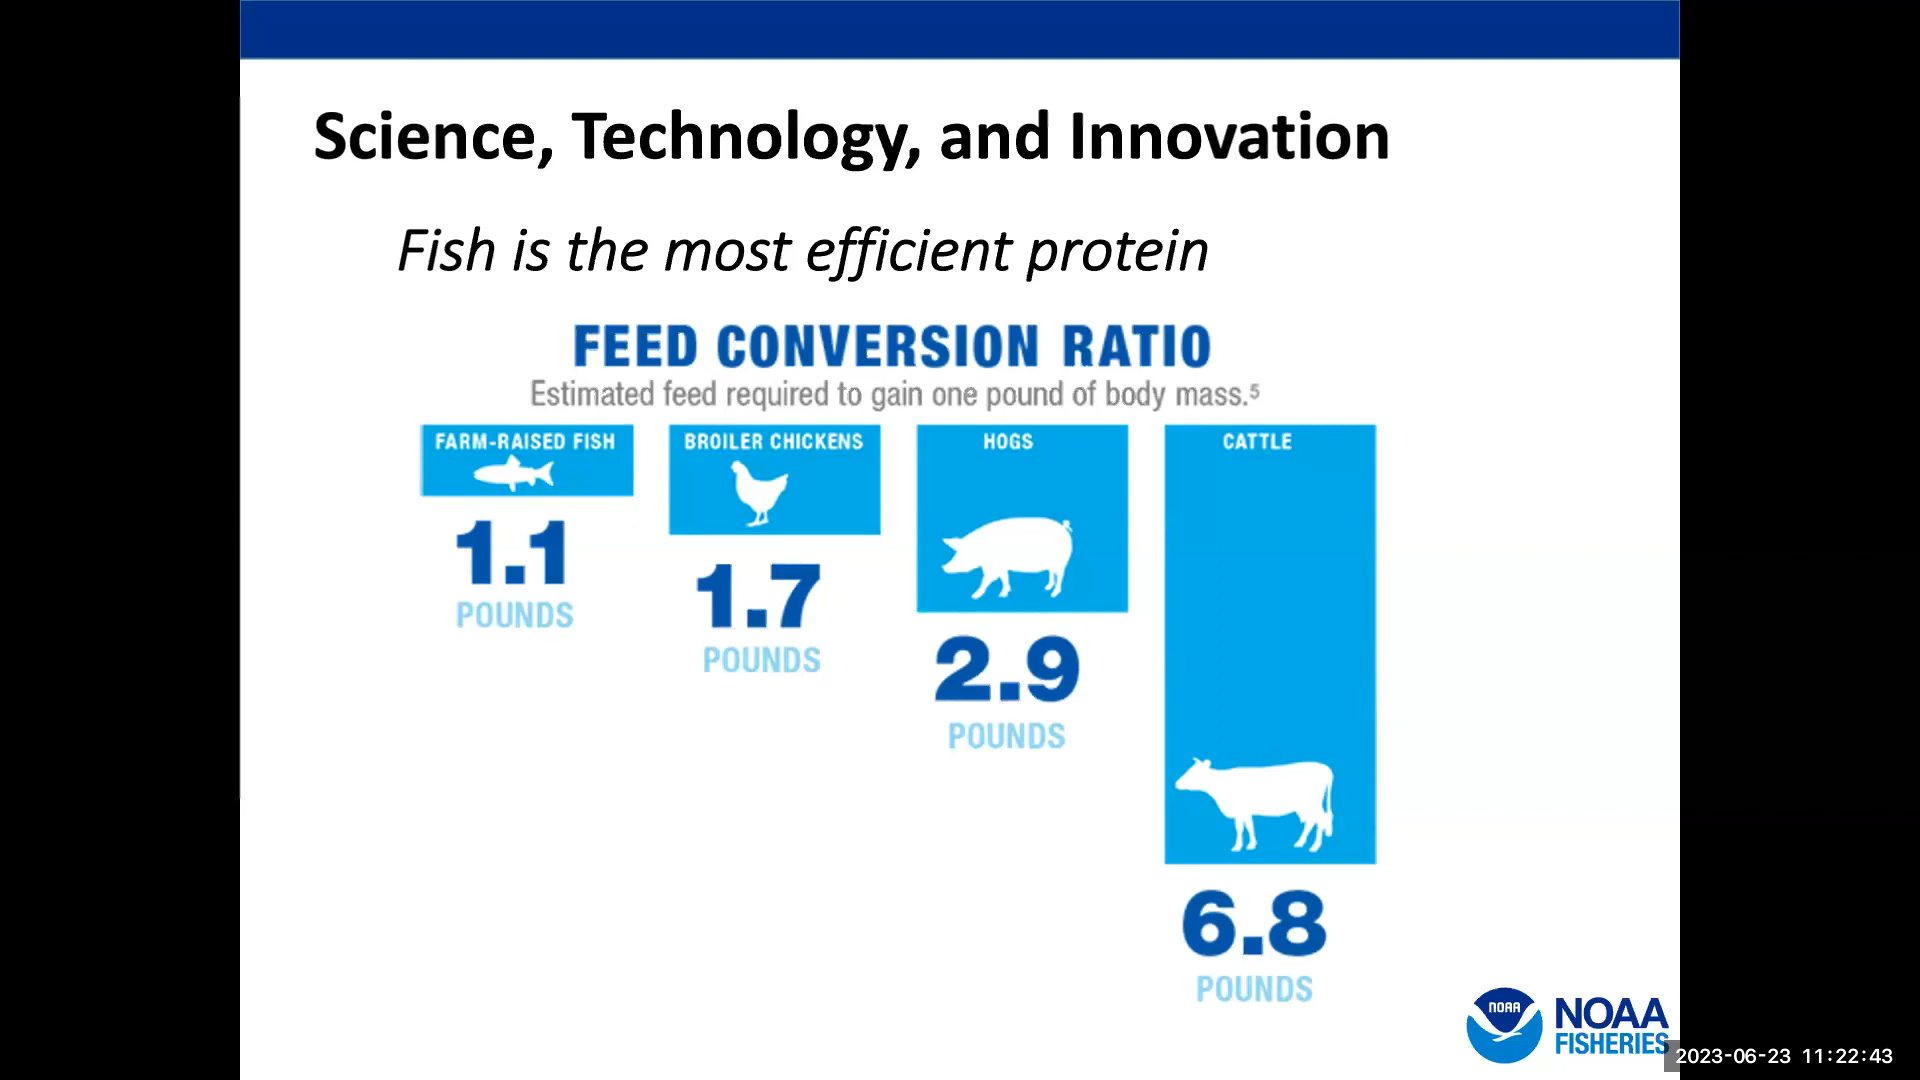 Science, Technology, and Innovation
Fish is the most efficient protein
FEED CONVERSION RATIO
Estimated feed required to gain one pound of body mass.⁵
FARM-RAISED FISH
1.1
POUNDS
BROILER CHICKENS
1.7
POUNDS
HOGS
2.9
POUNDS
CATTLE
6.8
POUNDS
NOAA
NOAA
FISHERIES
2023-06-23 11:22:43